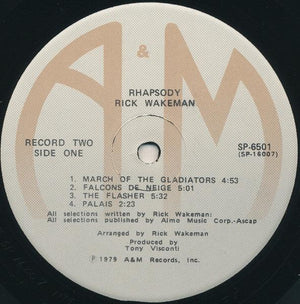 A & M
RHAPSODY
RICK WAKEMAN
RECORD TWO
SIDE ONE
SP-6501
(SP-16007)
1. MARCH OF THE GLADIATORS 4:53
2. FALCONS DE NEIGE 5:01
3. THE FLASHER 5:32
4. PALAIS 2:23
All selections written by Rick Wakeman:
All selections published by Almo Music Corp.-Ascap
Arranged by Rick Wakeman
Produced by
Tony Visconti
℗ 1979 A&M Records, Inc.